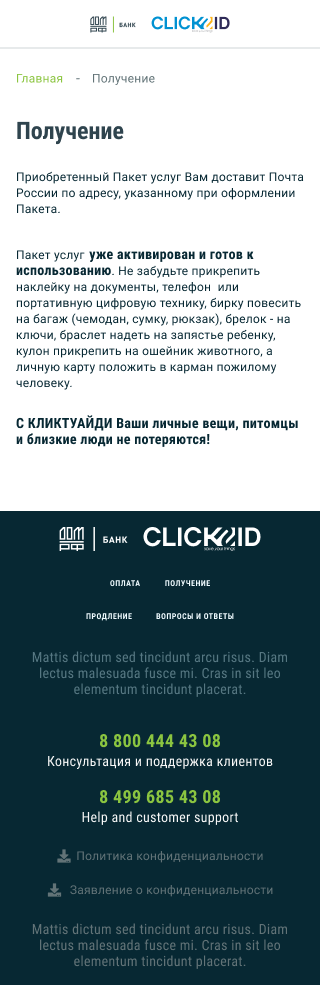 ДОМ
РФ
БАНК
CLICK2ID
Главная - Получение
Получение
Приобретенный Пакет услуг Вам доставит Почта
России по адресу, указанному при оформлении
Пакета.
Пакет услуг уже активирован и готов к
использованию. Не забудьте прикрепить
наклейку на документы, телефон или
портативную цифровую технику, бирку повесить
на багаж (чемодан, сумку, рюкзак), брелок - на
ключи, браслет надеть на запястье ребенку,
кулон прикрепить на ошейник животного, а
личную карту положить в карман пожилому
человеку.
С КЛИКТУАЙДИ Ваши личные вещи, питомцы
и близкие люди не потеряются!
ДОМ
РФ
БАНК
CLICK2ID
save your things
ОПЛАТА ПОЛУЧЕНИЕ
ПРОДЛЕНИЕ ВОПРОСЫ И ОТВЕТЫ
Mattis dictum sed tincidunt arcu risus. Diam
lectus malesuada fusce mi. Cras in sit leo
elementum tincidunt placerat.
8 800 444 43 08
Консультация и поддержка клиентов
8 499 685 43 08
Help and customer support
Политика конфиденциальности
Заявление о конфиденциальности
Mattis dictum sed tincidunt arcu risus. Diam
lectus malesuada fusce mi. Cras in sit leo
elementum tincidunt placerat.